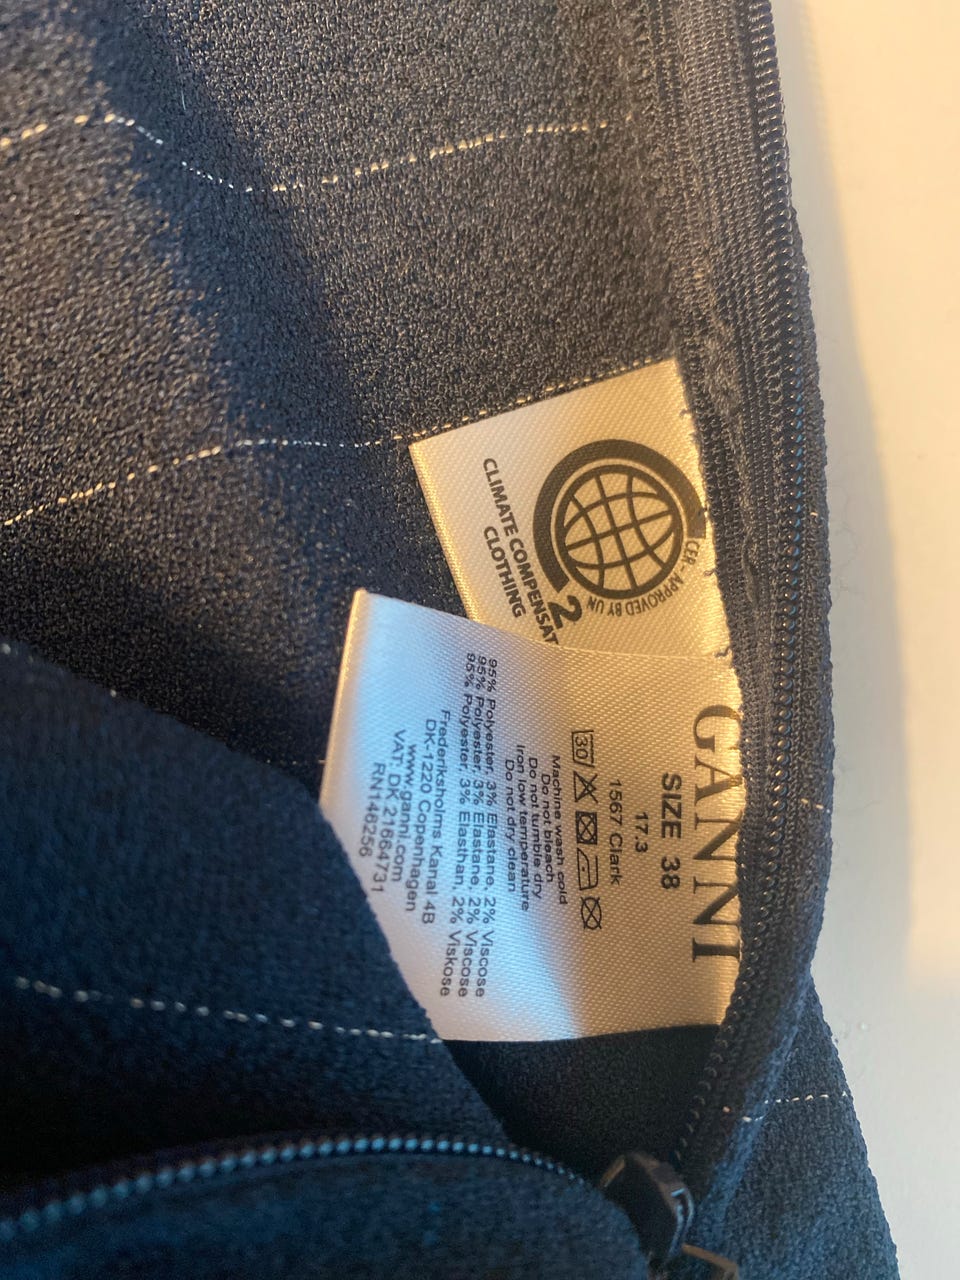 GANNI
SIZE 38
17.3
1567 Clark
30
Machine wash cold
Do not bleach
Do not tumble dry
Iron low temperature
Do not dry clean
95% Polyester, 3% Elastane, 2% Viscose
95% Polyester, 3% Elastane, 2% Viscose
95% Polyester, 3% Elasthan, 2% Viskose
Frederiksholms Kanal 4B
DK-1220 Copenhagen
www.ganni.com
VAT: DK 21664731
RN146256
CER - APPROVED BY UN
2
CLIMATE COMPENSAT
CLOTHING